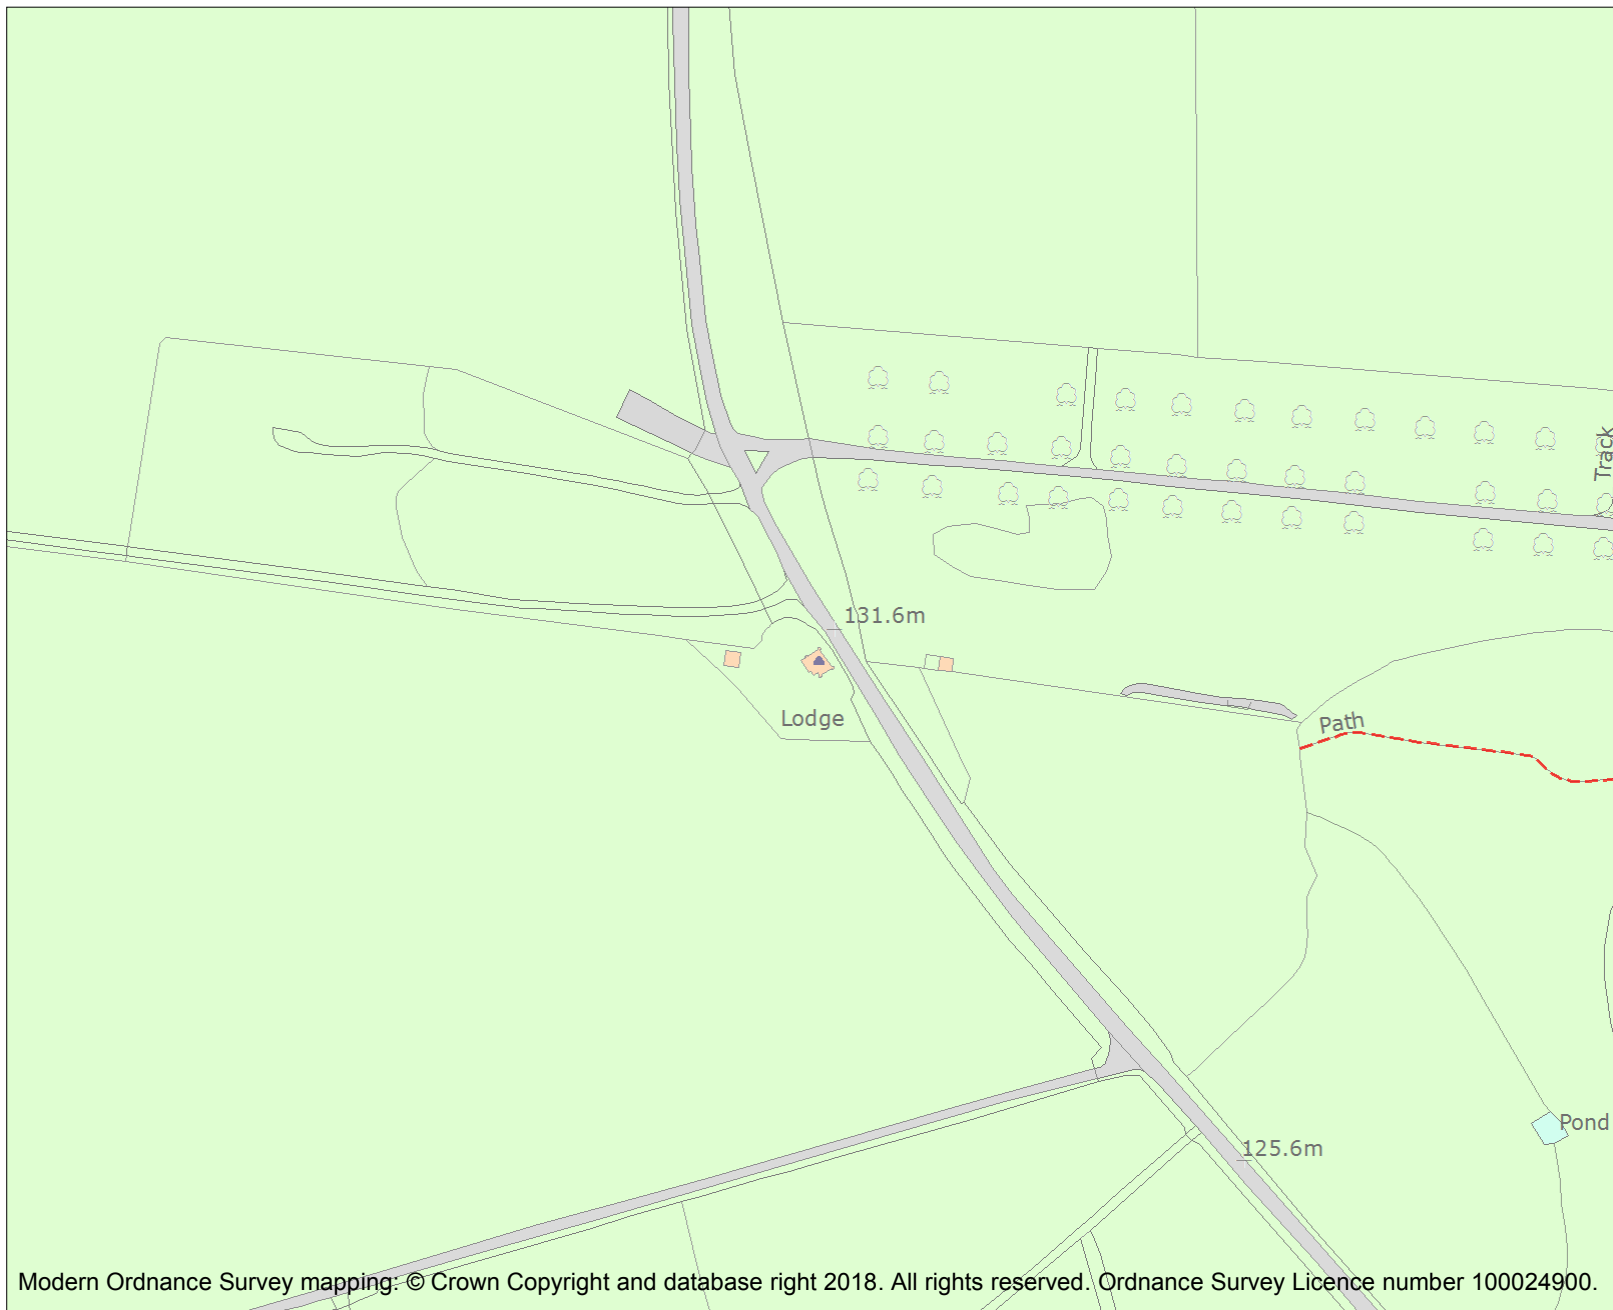 Track
131.6m
Lodge
Path
Pond
125.6m
Modern Ordnance Survey mapping: © Crown Copyright and database right 2018. All rights reserved. Ordnance Survey Licence number 100024900.